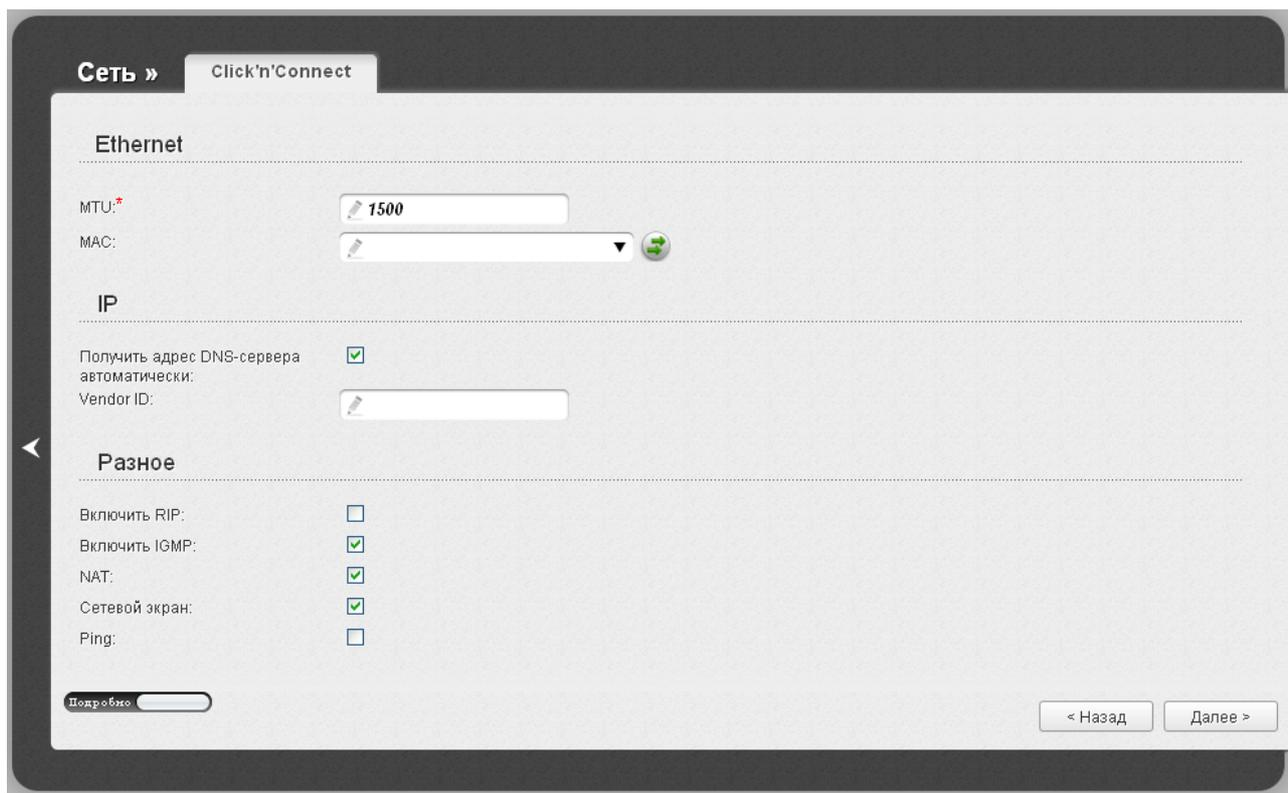 Сеть »
Click'n'Connect
Ethernet
MTU:*
1500
MAC:
IP
Получить адрес DNS-сервера
автоматически:
Vendor ID:
Разное
Включить RIP:
Включить IGMP:
NAT:
Сетевой экран:
Ping:
Подробно
< Назад
Далее >